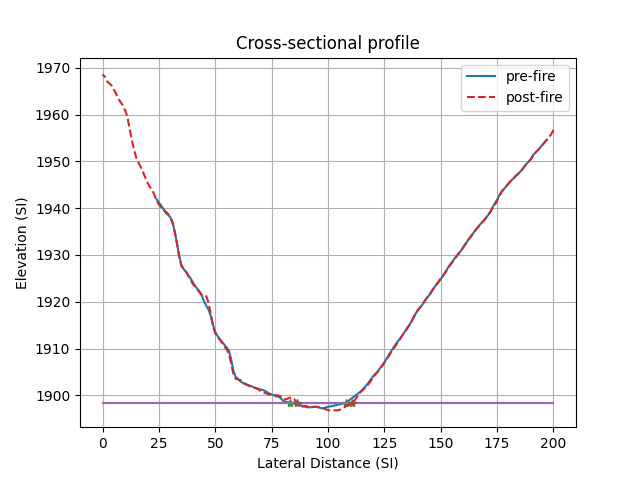 Cross-sectional profile
pre-fire
post-fire
1970
1960
1950
1940
1930
1920
1910
1900
Elevation (SI)
0 25 50 75 100 125 150 175 200
Lateral Distance (SI)